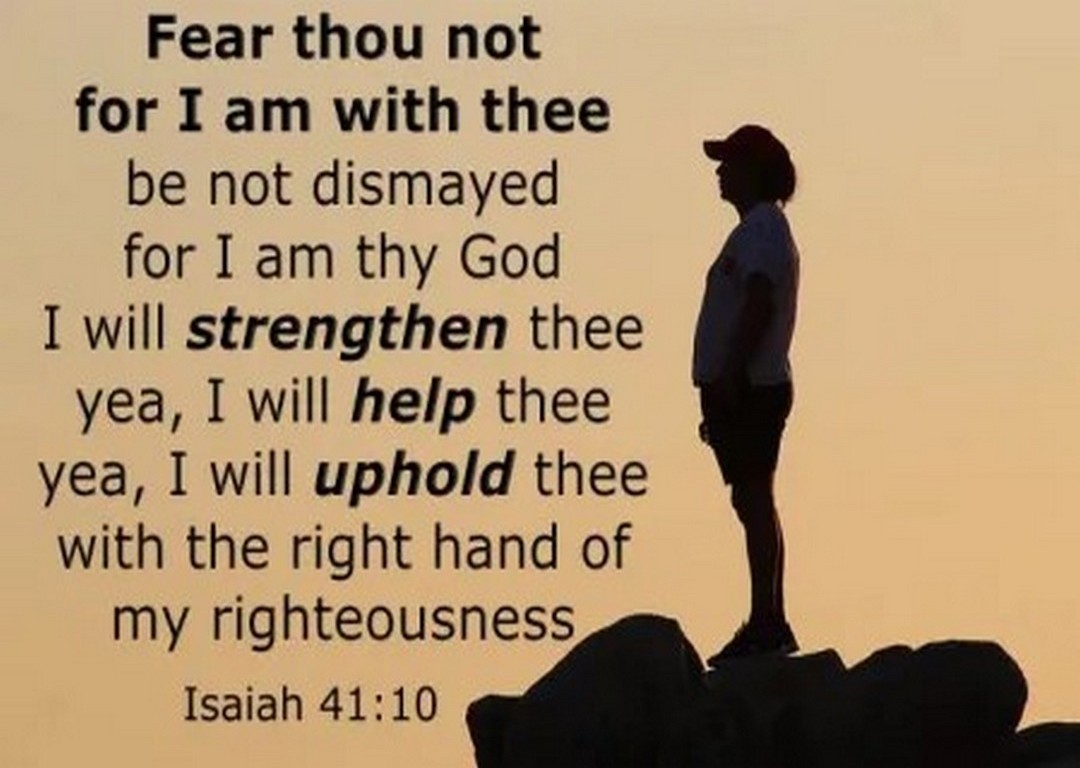 Fear thou not
for I am with thee
be not dismayed
for I am thy God
I will strengthen thee
yea, I will help thee
yea, I will uphold thee
with the right hand of
my righteousness
Isaiah 41:10